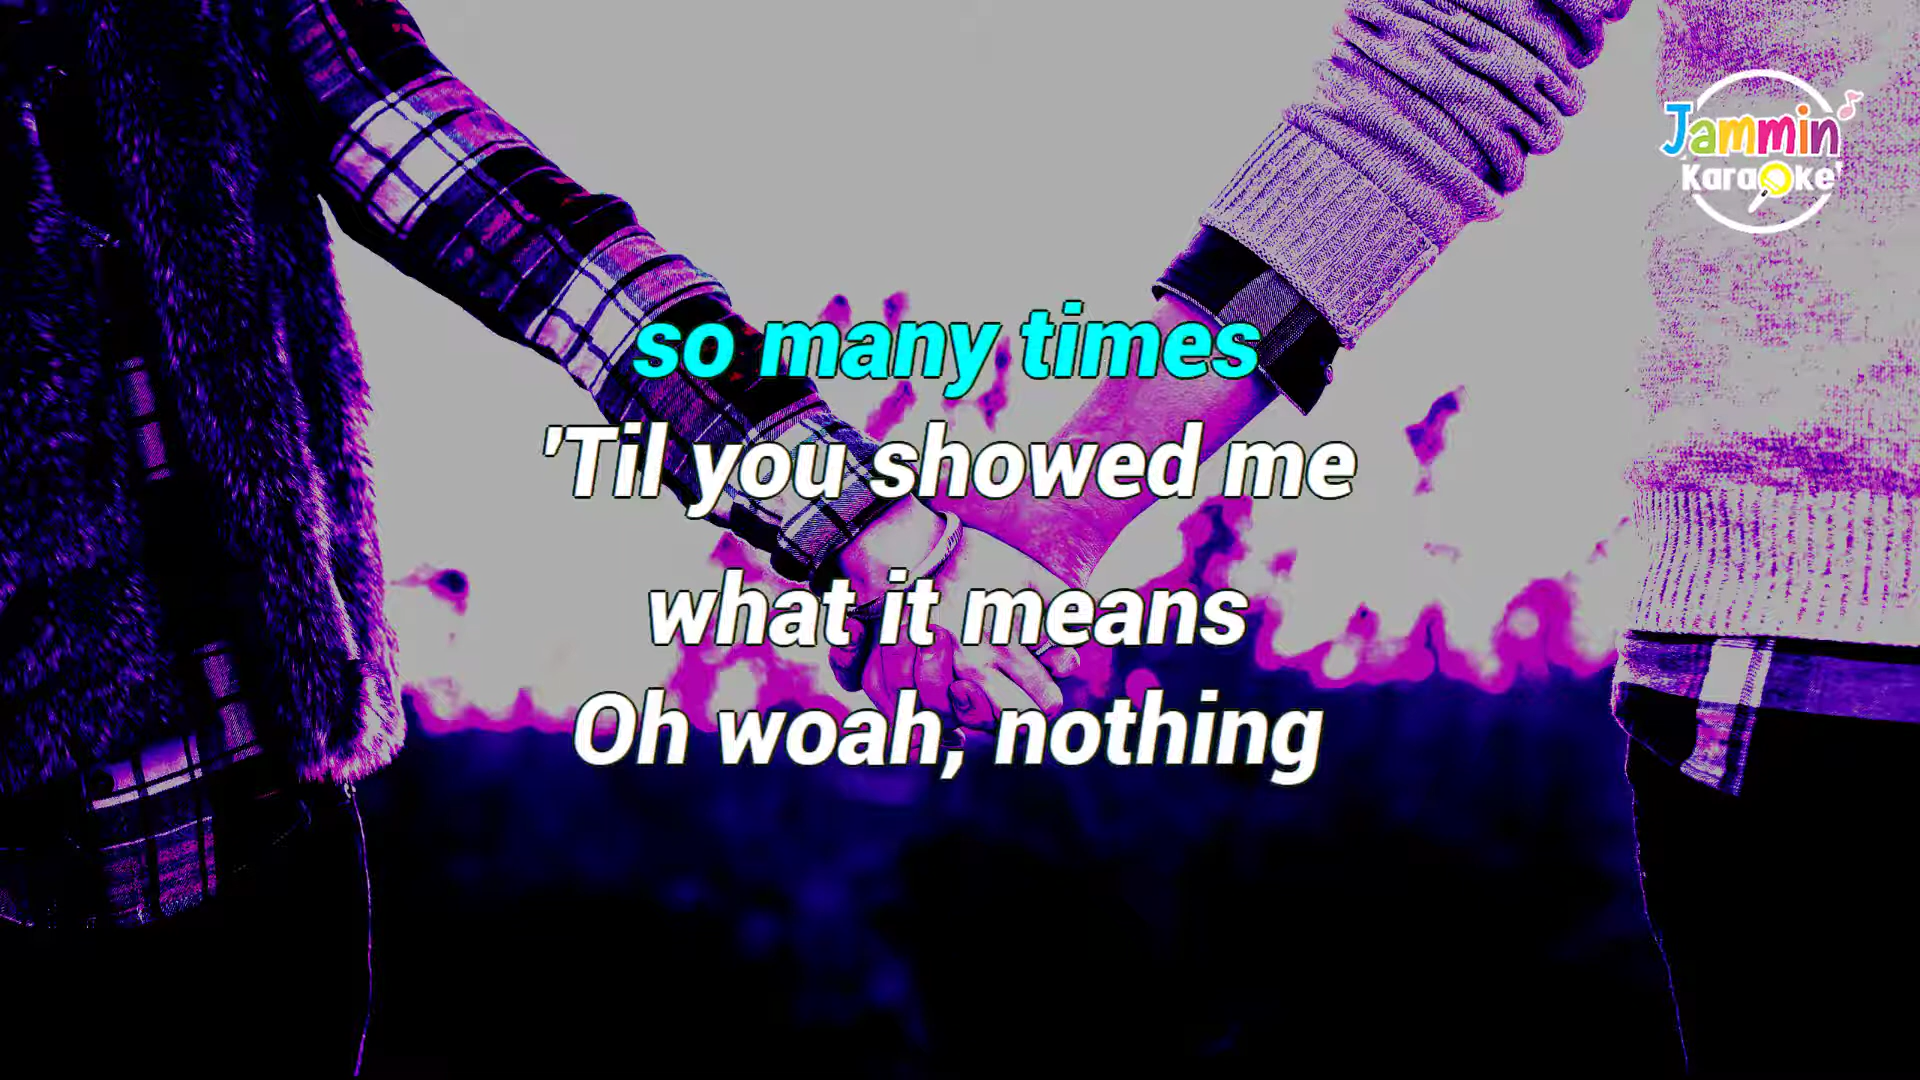 Jammin'
Karaoke
so many times
'Til you showed me
what it means
Oh woah, nothing